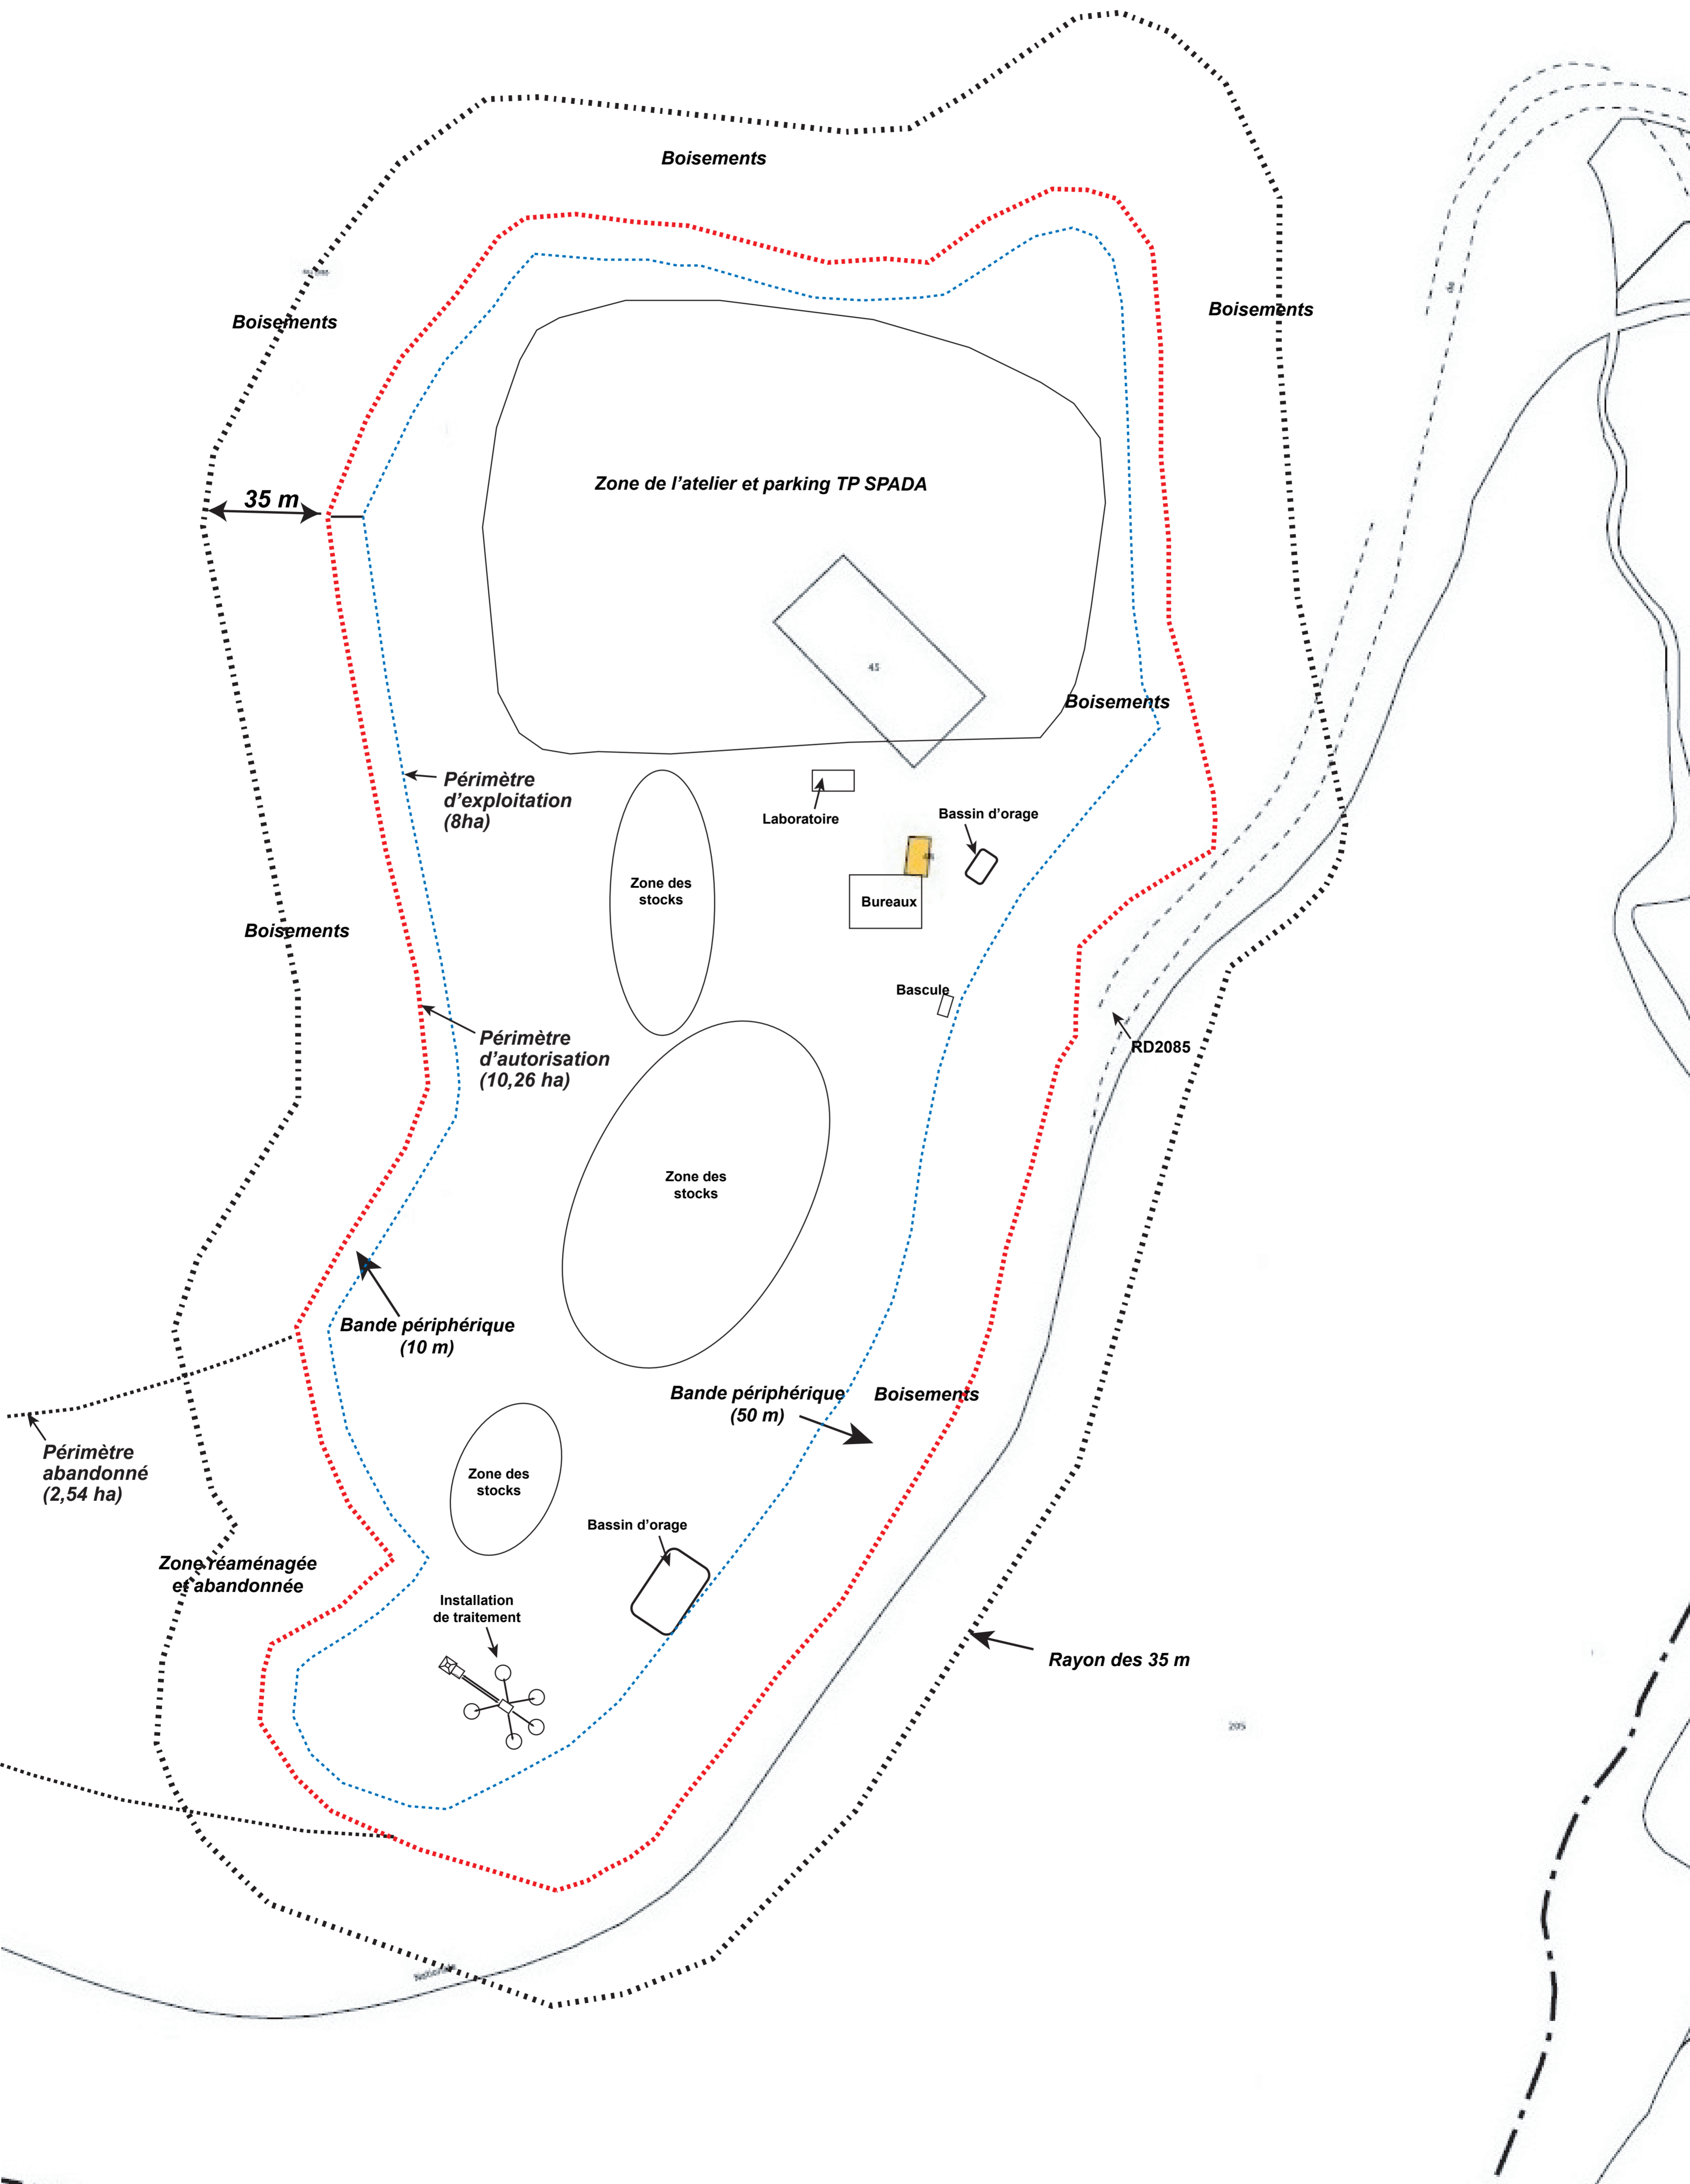 Boisements
Boisements
Boisements
35 m
Zone de l’atelier et parking TP SPADA
45
Boisements
Périmètre
d’exploitation
(8ha)
Laboratoire
Bassin d’orage
Zone des
stocks
Bureaux
Boisements
Bascule
Périmètre
d’autorisation
(10,26 ha)
RD2085
Zone des
stocks
Bande périphérique
(10 m)
Bande périphérique
(50 m)
Boisements
Périmètre
abandonné
(2,54 ha)
Zone des
stocks
Bassin d’orage
Zone réaménagée
et abandonnée
Installation
de traitement
Rayon des 35 m
205
Nationale